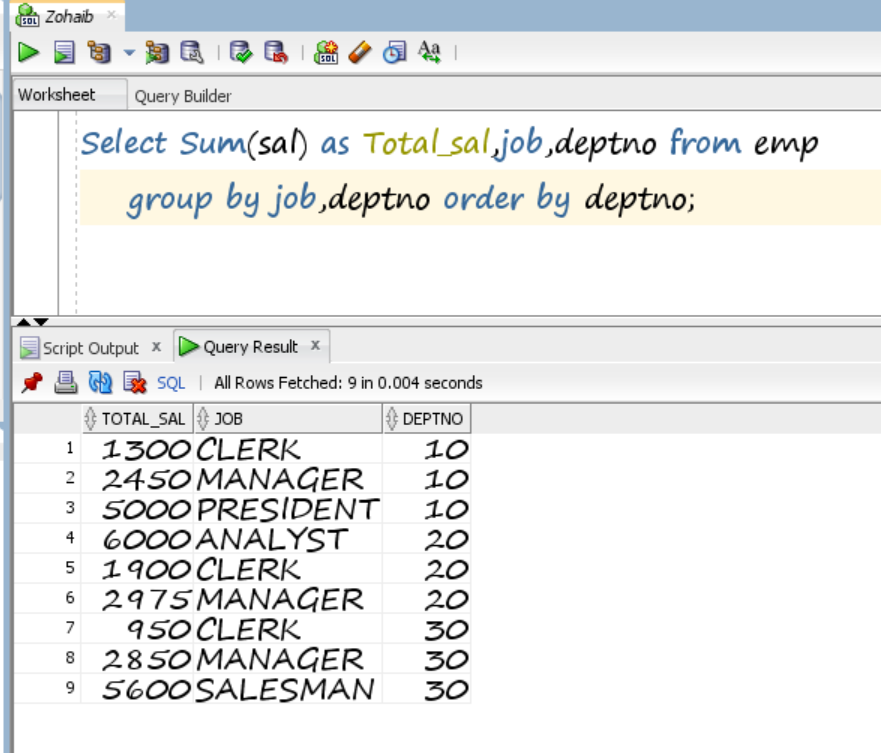 Zohaib
Worksheet Query Builder
Select Sum(sal) as Total_sal,job,deptno from emp
group by job,deptno order by deptno;
Script Output x Query Result x
SQL All Rows Fetched: 9 in 0.004 seconds
TOTAL_SAL JOB DEPTNO
1 1300 CLERK 10
2 2450 MANAGER 10
3 5000 PRESIDENT 10
4 6000 ANALYST 20
5 1900 CLERK 20
6 2975 MANAGER 20
7 950 CLERK 30
8 2850 MANAGER 30
9 5600 SALESMAN 30